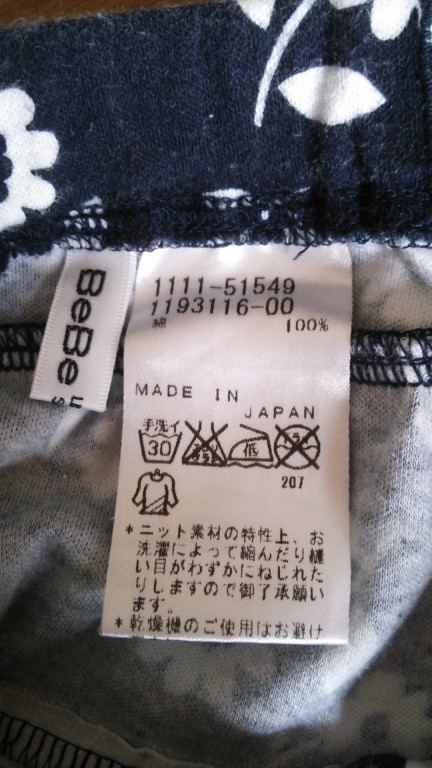 BeBe
1111-51549
1193116-00
綿 100%
MADE IN
JAPAN
手洗イ
30
低
207
*ニット素材の特性上、お
洗濯によって縮んだり縫
い目がわずかにねじれた
りしますので御了承願い
ます。
*乾燥機のご使用はお避け